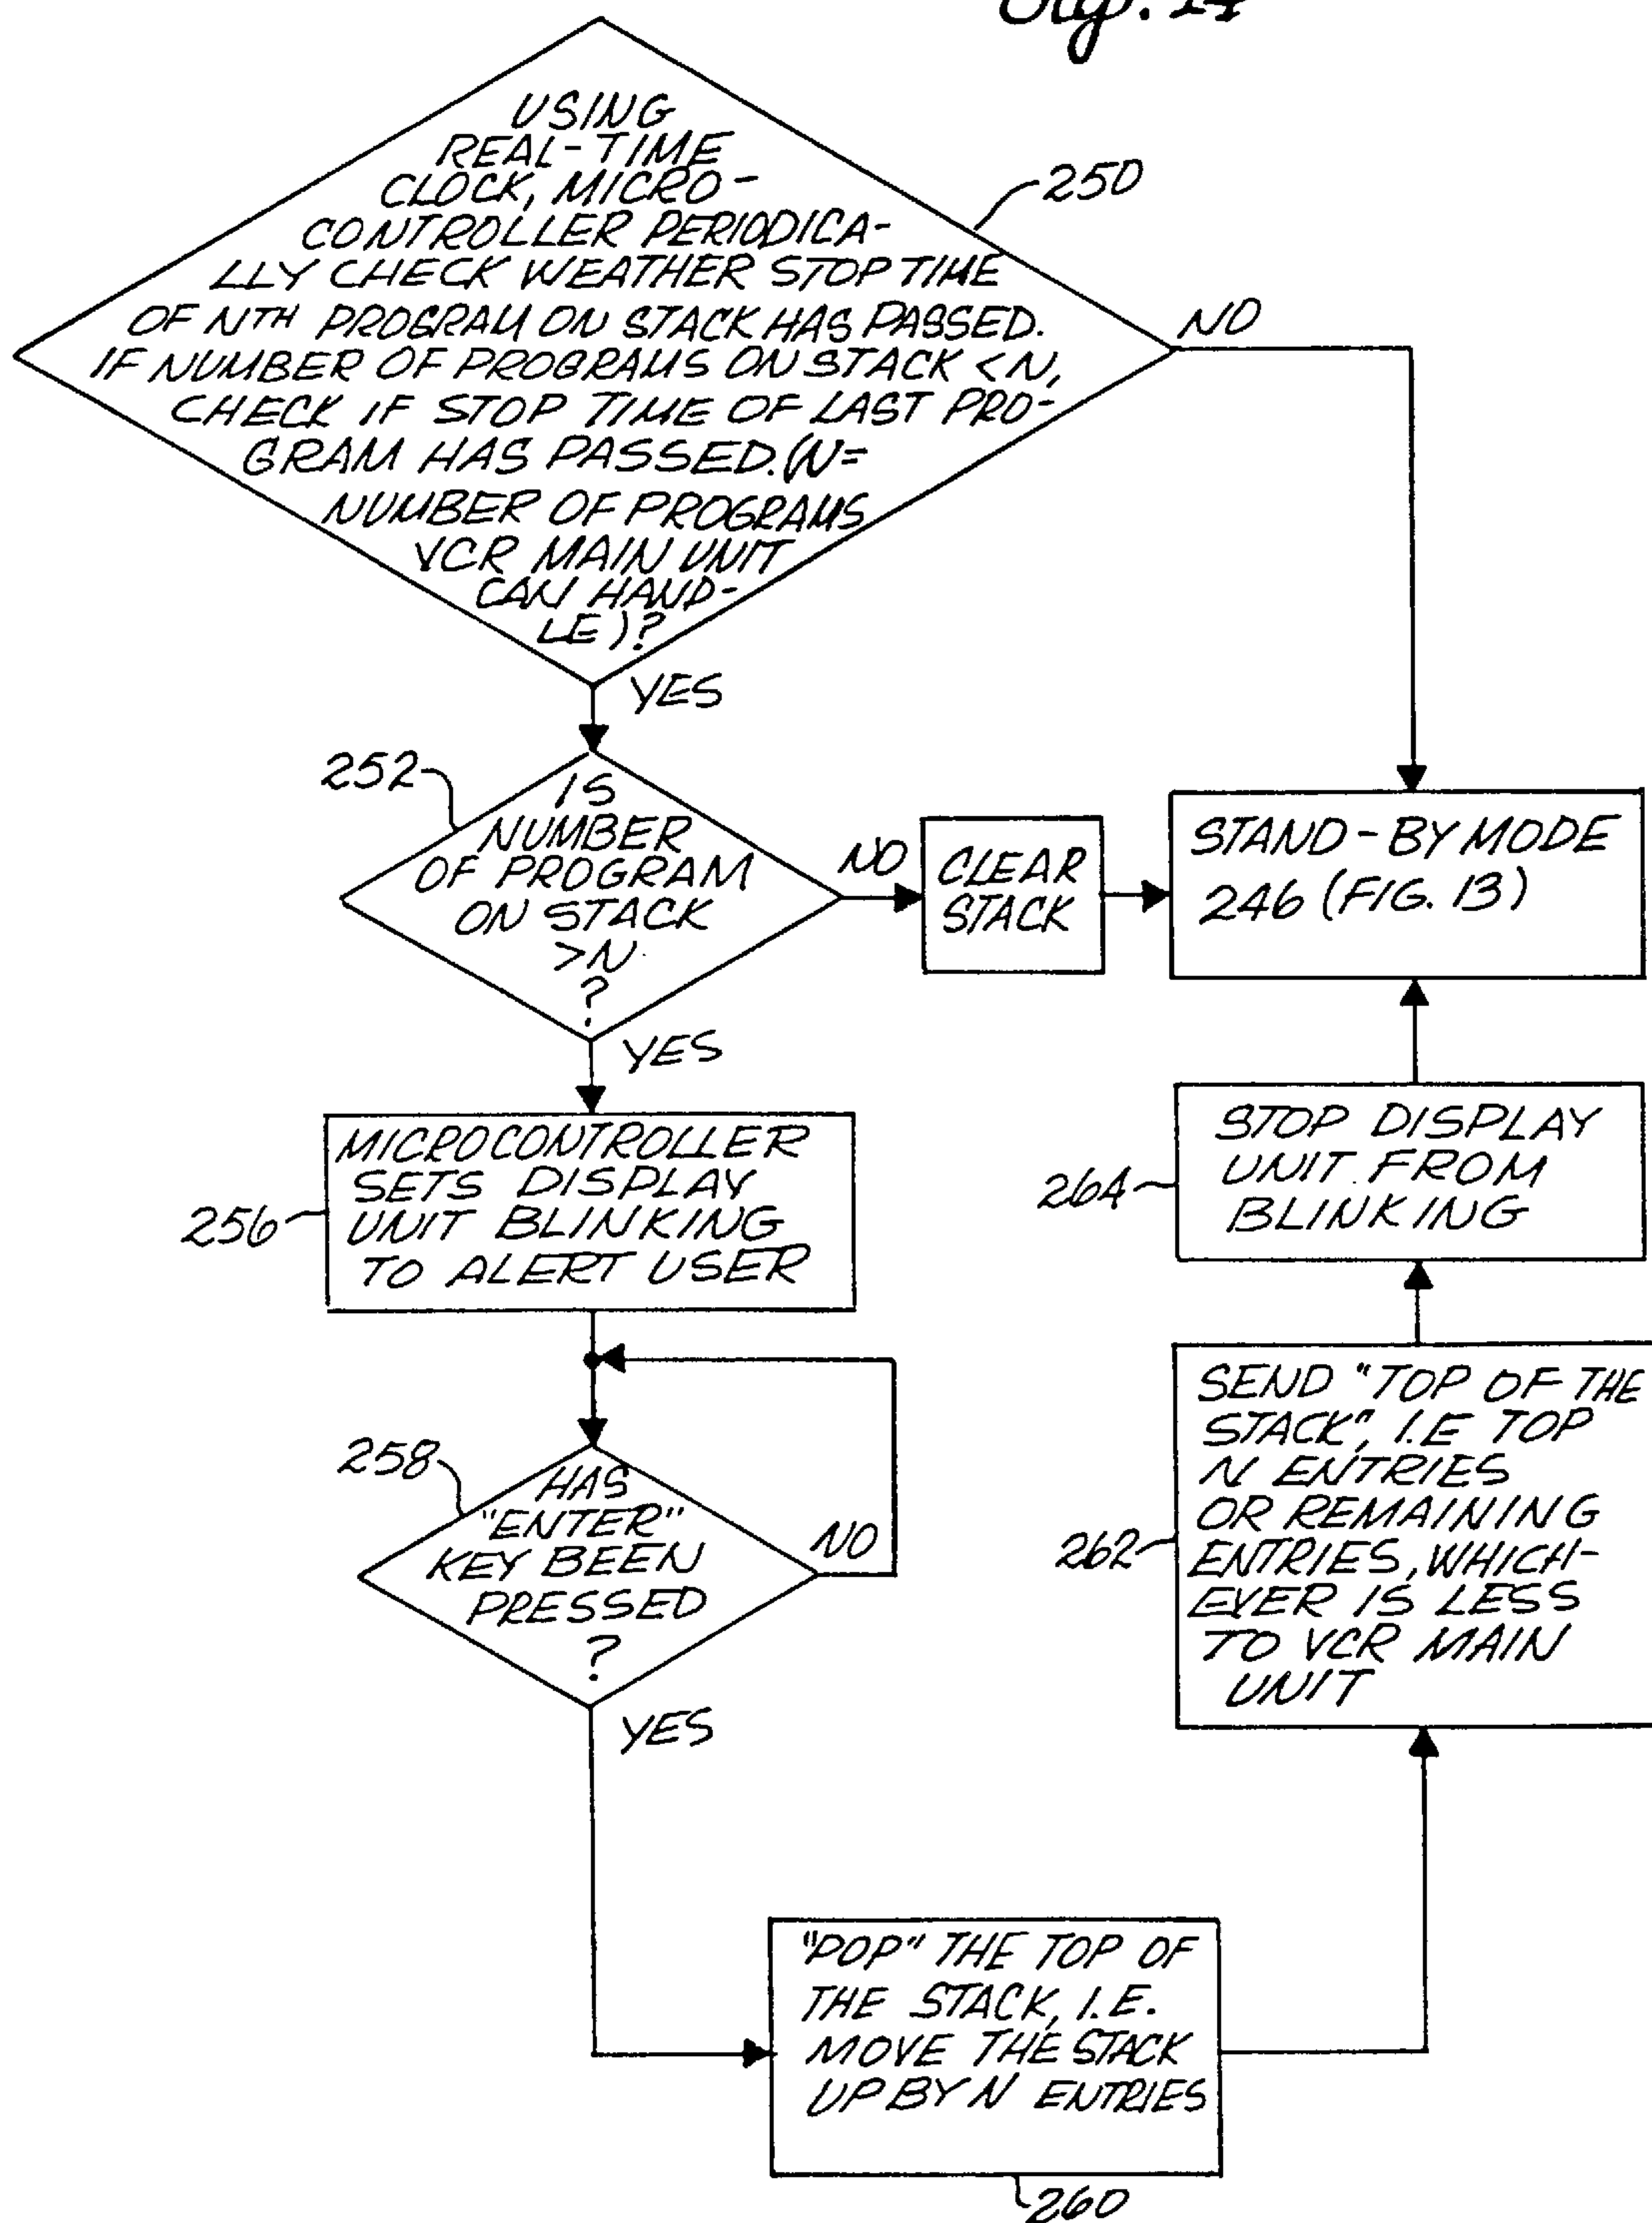 Fig. 14
USING
REAL-TIME
CLOCK, MICRO-
CONTROLLER PERIODICA-
LLY CHECK WEATHER STOP TIME
OF NTH PROGRAM ON STACK HAS PASSED.
IF NUMBER OF PROGRAMS ON STACK <N,
CHECK IF STOP TIME OF LAST PRO-
GRAM HAS PASSED.(N=
NUMBER OF PROGRAMS
VCR MAIN UNIT
CAN HAND-
LE)?
250
NO
YES
252
IS
NUMBER
OF PROGRAM
ON STACK
>N
?
NO
CLEAR
STACK
STAND-BY MODE
246 (FIG. 13)
YES
MICROCONTROLLER
SETS DISPLAY
UNIT BLINKING
TO ALERT USER
256
STOP DISPLAY
UNIT FROM
BLINKING
264
258
HAS
"ENTER"
KEY BEEN
PRESSED
?
NO
YES
SEND "TOP OF THE
STACK", I.E TOP
N ENTRIES
OR REMAINING
ENTRIES, WHICH-
EVER IS LESS
TO VCR MAIN
UNIT
262
"POP" THE TOP OF
THE STACK, I.E.
MOVE THE STACK
UP BY N ENTRIES
260